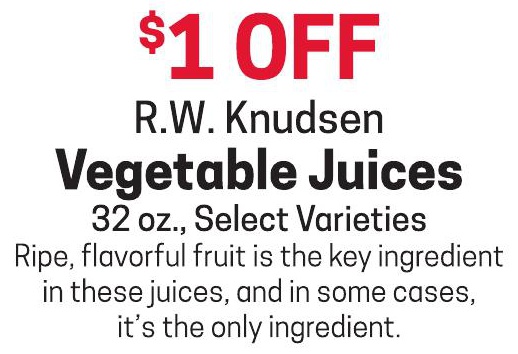 $1 OFF
R.W. Knudsen
Vegetable Juices
32 oz., Select Varieties
Ripe, flavorful fruit is the key ingredient
in these juices, and in some cases,
it's the only ingredient.